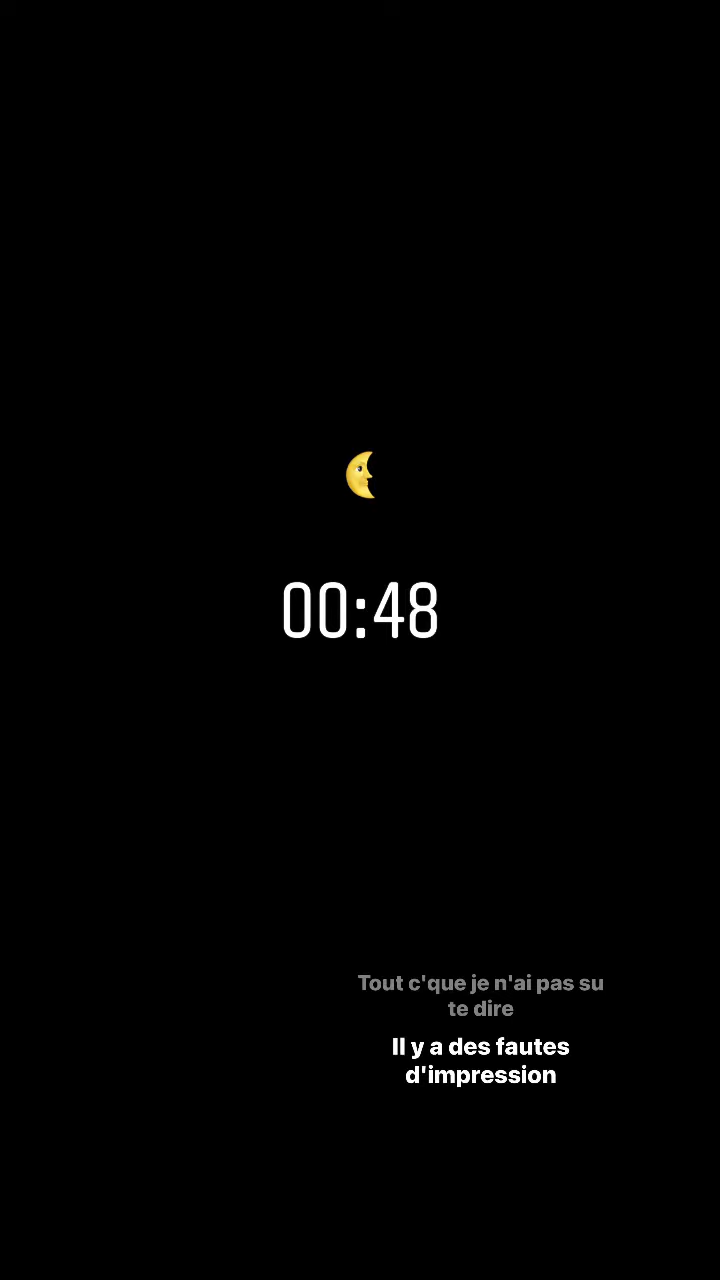 00:48
Tout c'que je n'ai pas su
te dire
Il y a des fautes
d'impression